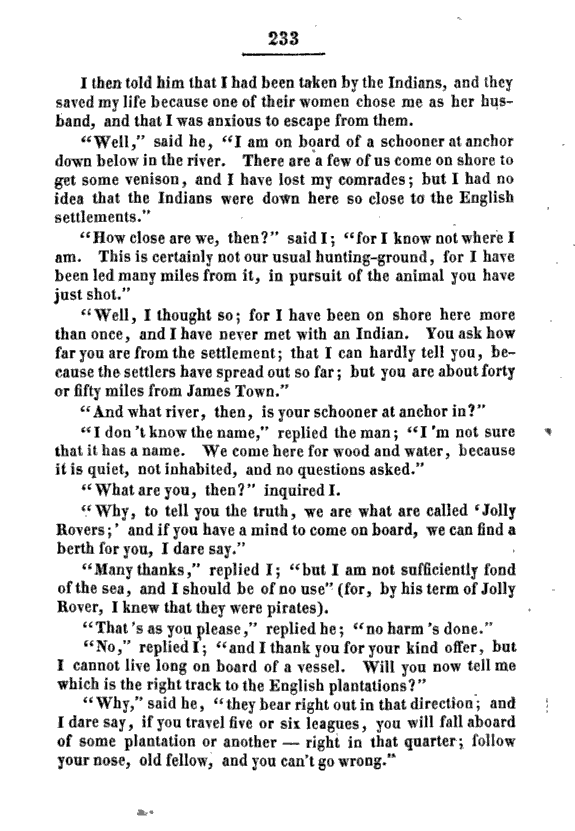 233
I then told him that I had been taken by the Indians, and they
saved my life because one of their women chose me as her hus-
band, and that I was anxious to escape from them.
“Well,” said he, “I am on board of a schooner at anchor
down below in the river. There are a few of us come on shore to
get some venison, and I have lost my comrades; but I had no
idea that the Indians were down here so close to the English
settlements.”
“How close are we, then?” said I; “for I know not where I
am. This is certainly not our usual hunting-ground, for I have
been led many miles from it, in pursuit of the animal you have
just shot.”
“Well, I thought so; for I have been on shore here more
than once, and I have never met with an Indian. You ask how
far you are from the settlement; that I can hardly tell you, be-
cause the settlers have spread out so far; but you are about forty
or fifty miles from James Town.”
“And what river, then, is your schooner at anchor in?”
“I don't know the name,” replied the man; “I'm not sure
that it has a name. We come here for wood and water, because
it is quiet, not inhabited, and no questions asked.”
“What are you, then?” inquired I.
“Why, to tell you the truth, we are what are called ‘Jolly
Rovers;’ and if you have a mind to come on board, we can find a
berth for you, I dare say.”
“Many thanks,” replied I; “but I am not sufficiently fond
of the sea, and I should be of no use” (for, by his term of Jolly
Rover, I knew that they were pirates).
“That's as you please,” replied he; “no harm's done.”
“No,” replied I; “and I thank you for your kind offer, but
I cannot live long on board of a vessel. Will you now tell me
which is the right track to the English plantations?”
“Why,” said he, “they bear right out in that direction; and
I dare say, if you travel five or six leagues, you will fall aboard
of some plantation or another — right in that quarter; follow
your nose, old fellow, and you can't go wrong.”